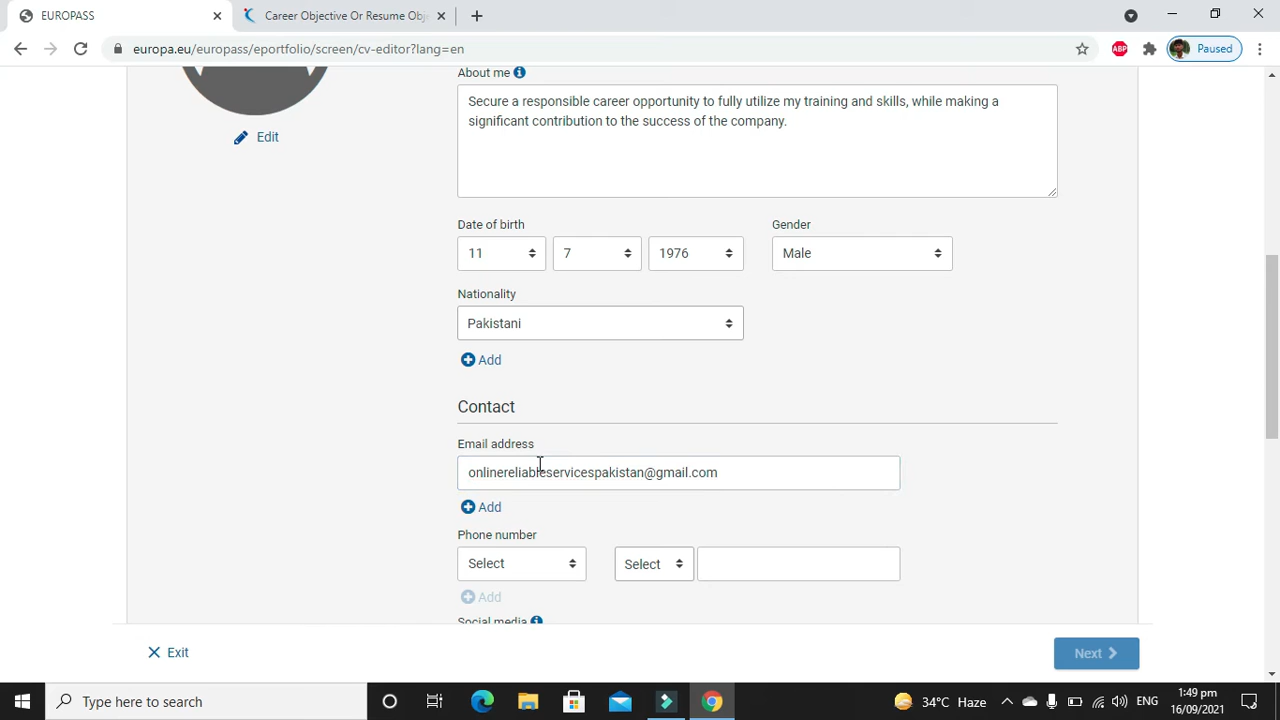 EUROPASS
Career Objective Or Resume Obj
europa.eu/europass/eportfolio/screen/cv-editor?lang=en
ABP
Paused
About me
Secure a responsible career opportunity to fully utilize my training and skills, while making a
significant contribution to the success of the company.
Edit
Date of birth
Gender
11
7
1976
Male
Nationality
Pakistani
Add
Contact
Email address
onlinereliableservicespakistan@gmail.com
Add
Phone number
Select
Select
Add
Social media
Exit
Next
Type here to search
34°C Haze
ENG
1:49 pm
16/09/2021